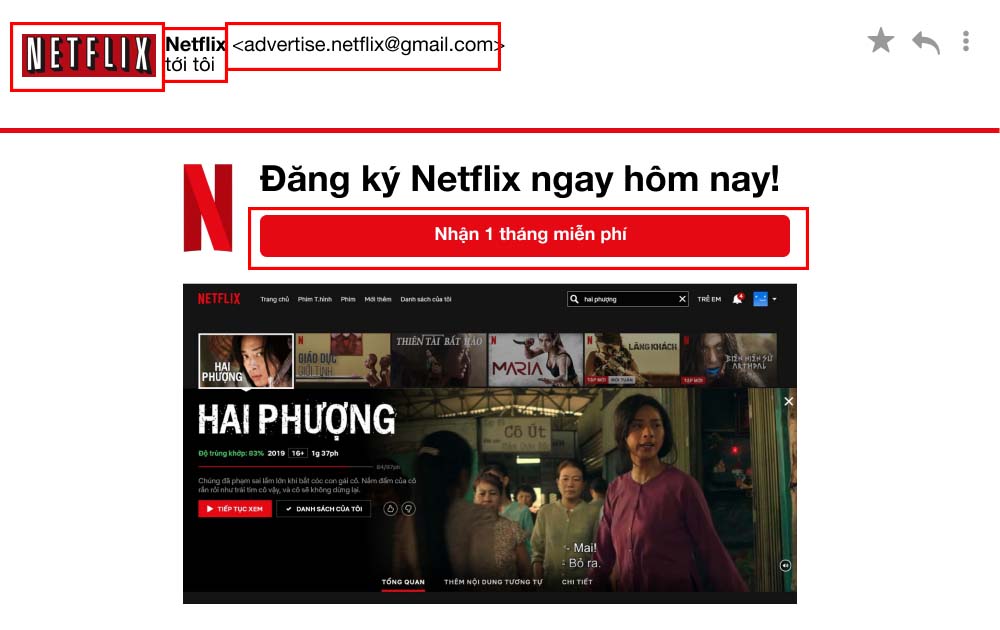 NETFLIX
Netflix <advertise.netflix@gmail.com>
tới tôi
Đăng ký Netflix ngay hôm nay!
Nhận 1 tháng miễn phí
NETFLIX Trang chủ Phim T.hình Phim Mới thêm Danh sách của tôi hai phượng TRẺ EM
HAI PHƯỢNG
GIÁO DỤC GIỚI TÍNH
THIÊN TÀI BẤT HẢO
MARIA
LÃNG KHÁCH
TẬP MỚI MỖI TUẦN
BIÊN NIÊN SỬ ARTHDAL
TẬP MỚI
HAI PHƯỢNG
Độ trùng khớp: 83% 2019 16+ 1g 37ph
84/97ph
Chúng đã phạm sai lầm lớn khi bắt cóc con gái cô. Nắm đấm của cô
rắn rỏi như trái tim cô vậy, và cô sẽ không dừng lại.
TIẾP TỤC XEM DANH SÁCH CỦA TÔI
Cô Út
- Mai!
- Bỏ ra.
TỔNG QUAN THÊM NỘI DUNG TƯƠNG TỰ CHI TIẾT